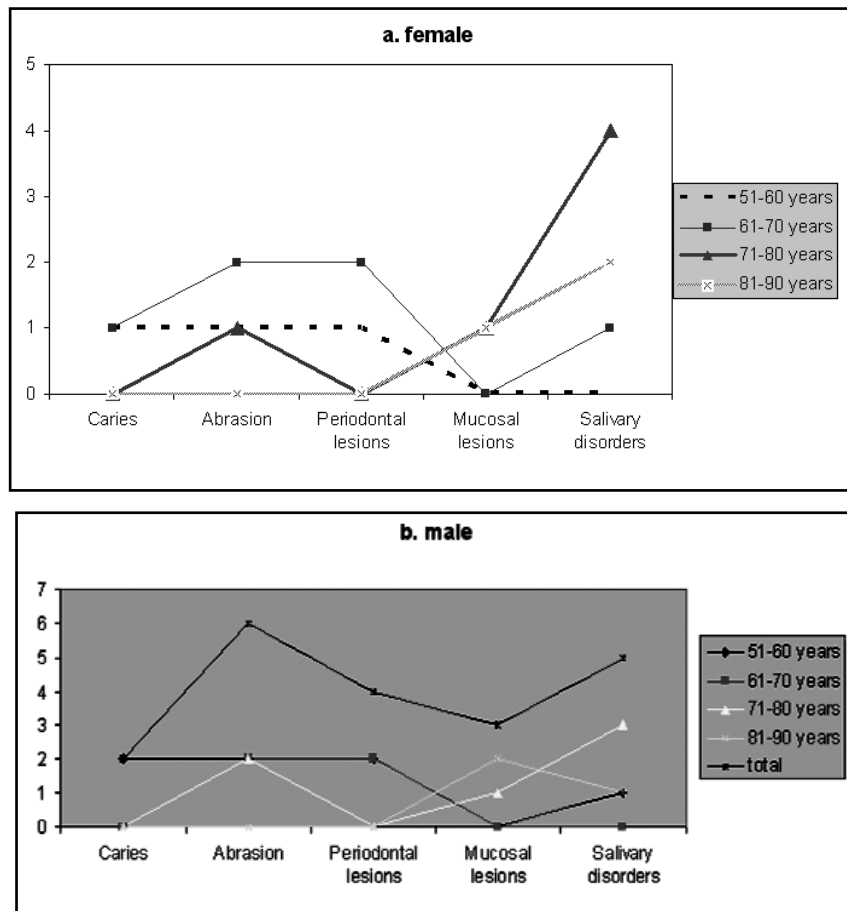 a. female
5
4
3
2
1
0
Caries
Abrasion
Periodontal
lesions
Mucosal
lesions
Salivary
disorders
51-60 years
61-70 years
71-80 years
81-90 years
b. male
7
6
5
4
3
2
1
0
Caries
Abrasion
Periodontal
lesions
Mucosal
lesions
Salivary
disorders
51-60 years
61-70 years
71-80 years
81-90 years
total